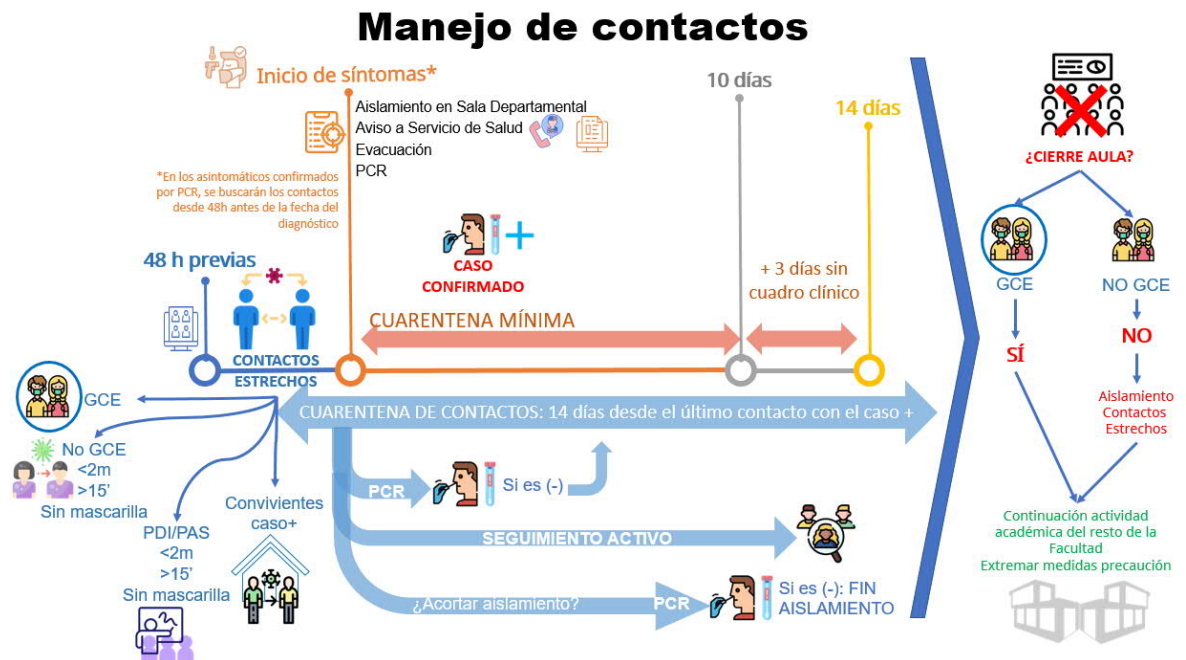 Manejo de contactos
Inicio de síntomas*
Aislamiento en Sala Departamental
Aviso a Servicio de Salud
Evacuación
PCR
*En los asintomáticos confirmados
por PCR, se buscarán los contactos
desde 48h antes de la fecha del
diagnóstico
48 h previas
CONTACTOS
ESTRECHOS
CASO
CONFIRMADO
CUARENTENA MÍNIMA
10 días
+ 3 días sin
cuadro clínico
14 días
CUARENTENA DE CONTACTOS: 14 días desde el último contacto con el caso +
GCE
No GCE
<2m
>15’
Sin mascarilla
PDI/PAS
<2m
>15’
Sin mascarilla
Convivientes
caso+
PCR
Si es (-)
SEGUIMIENTO ACTIVO
¿Acortar aislamiento?
PCR
Si es (-): FIN
AISLAMIENTO
¿CIERRE AULA?
GCE
SÍ
NO GCE
NO
Aislamiento
Contactos
Estrechos
Continuación actividad
académica del resto de la
Facultad
Extremar medidas precaución